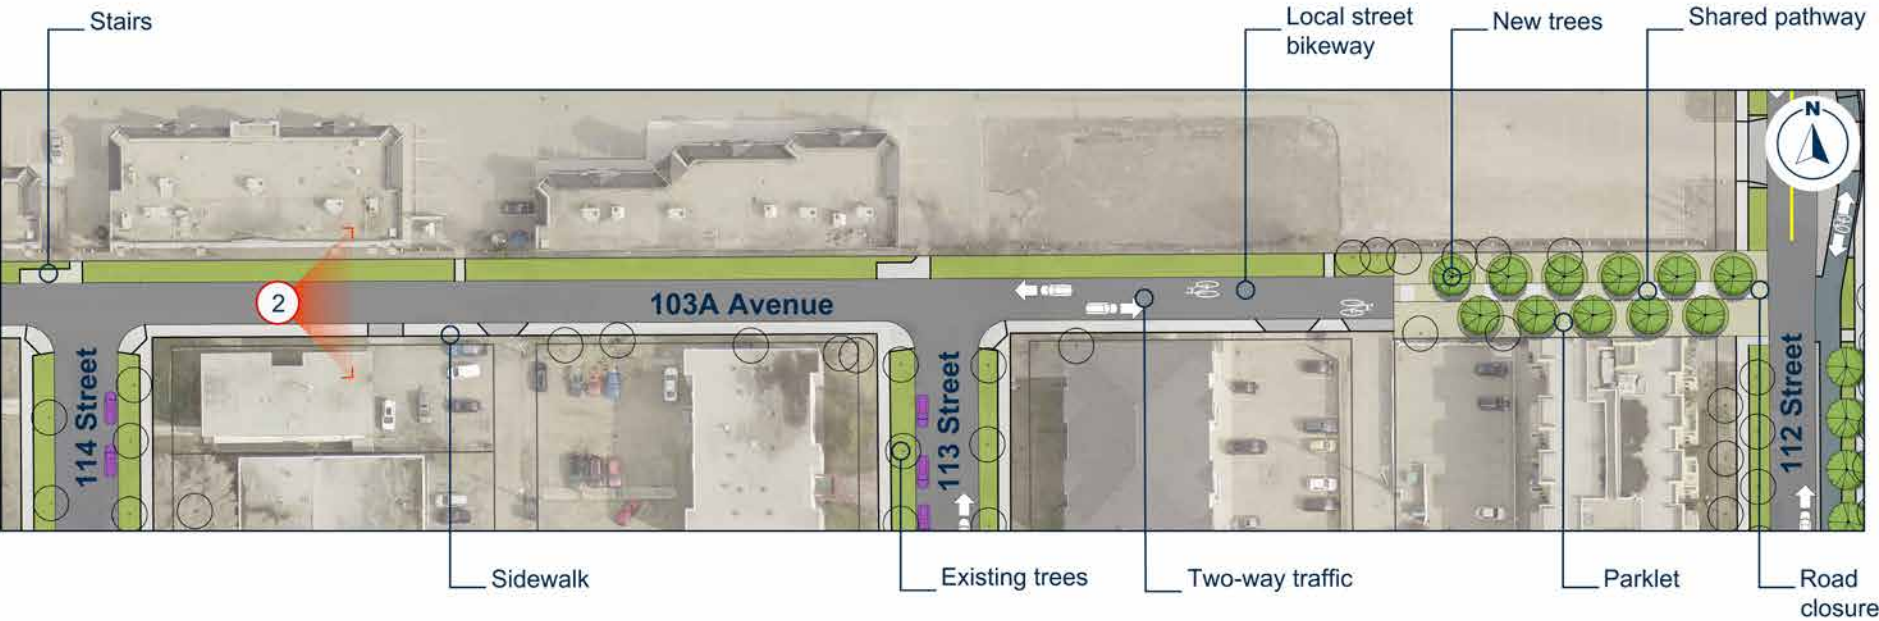 Stairs
Local street
bikeway
New trees
Shared pathway
N
2
103A Avenue
114 Street
113 Street
112 Street
Sidewalk
Existing trees
Two-way traffic
Parklet
Road
closure